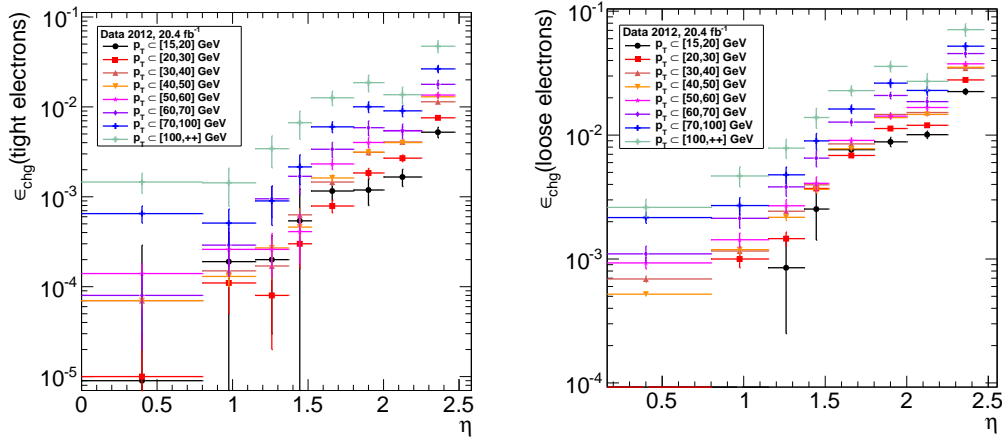 Data 2012, 20.4 fb⁻¹
p_T ⊂ [15,20] GeV
p_T ⊂ [20,30] GeV
p_T ⊂ [30,40] GeV
p_T ⊂ [40,50] GeV
p_T ⊂ [50,60] GeV
p_T ⊂ [60,70] GeV
p_T ⊂ [70,100] GeV
p_T ⊂ [100,++] GeV
ε_chg(tight electrons)
10⁻¹
10⁻²
10⁻³
10⁻⁴
10⁻⁵
0 0.5 1 1.5 2 2.5
η
Data 2012, 20.4 fb⁻¹
p_T ⊂ [15,20] GeV
p_T ⊂ [20,30] GeV
p_T ⊂ [30,40] GeV
p_T ⊂ [40,50] GeV
p_T ⊂ [50,60] GeV
p_T ⊂ [60,70] GeV
p_T ⊂ [70,100] GeV
p_T ⊂ [100,++] GeV
ε_chg(loose electrons)
10⁻¹
10⁻²
10⁻³
10⁻⁴
0.5 1 1.5 2 2.5
η